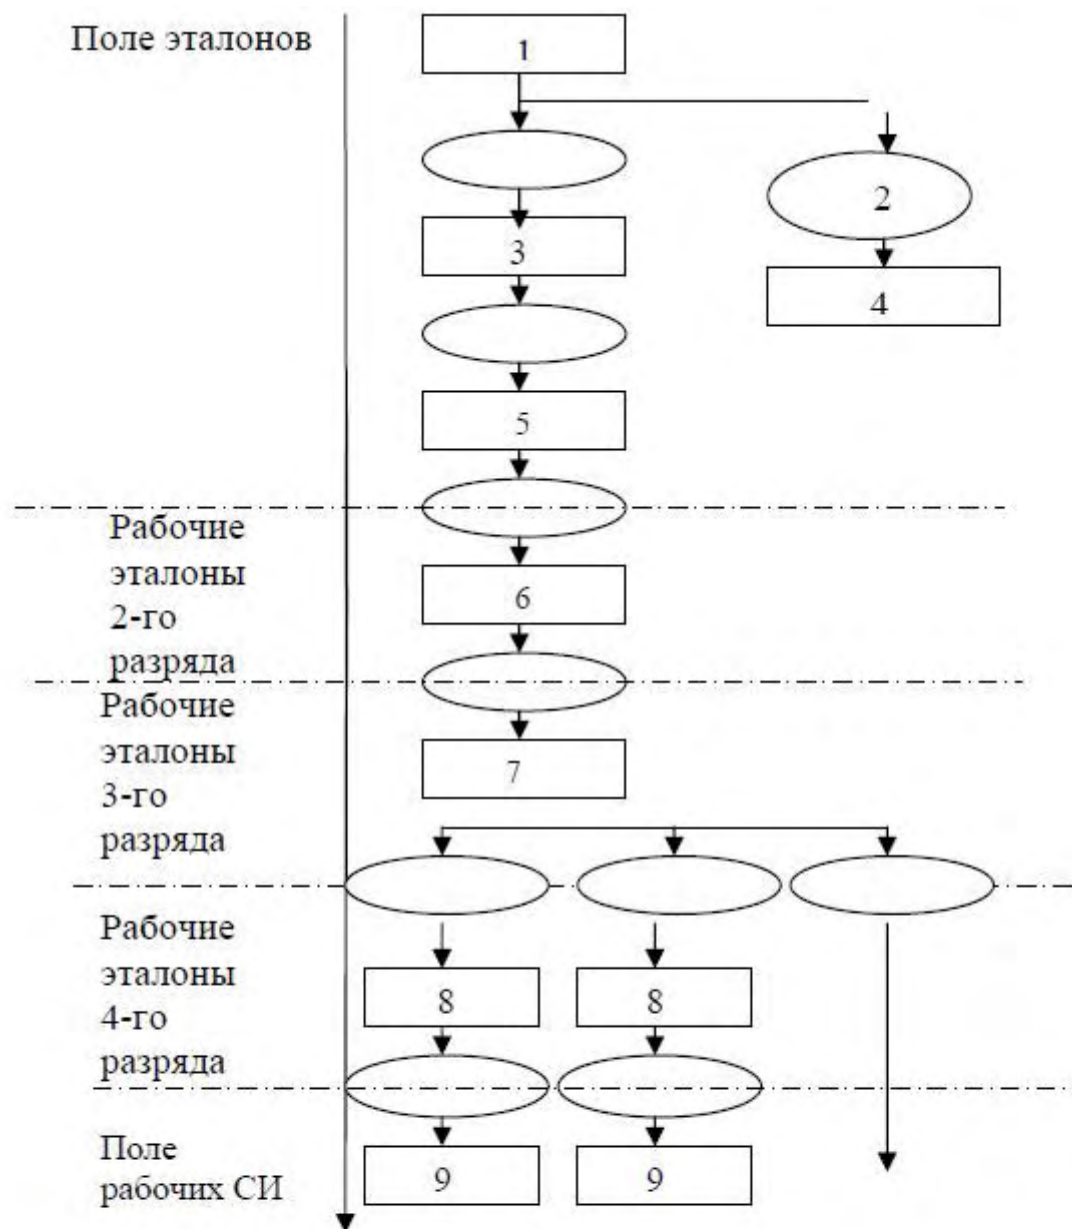 Поле эталонов
1
2
3
4
5
Рабочие
эталоны
2-го
разряда
6
Рабочие
эталоны
3-го
разряда
7
Рабочие
эталоны
4-го
разряда
8
8
Поле
рабочих СИ
9
9